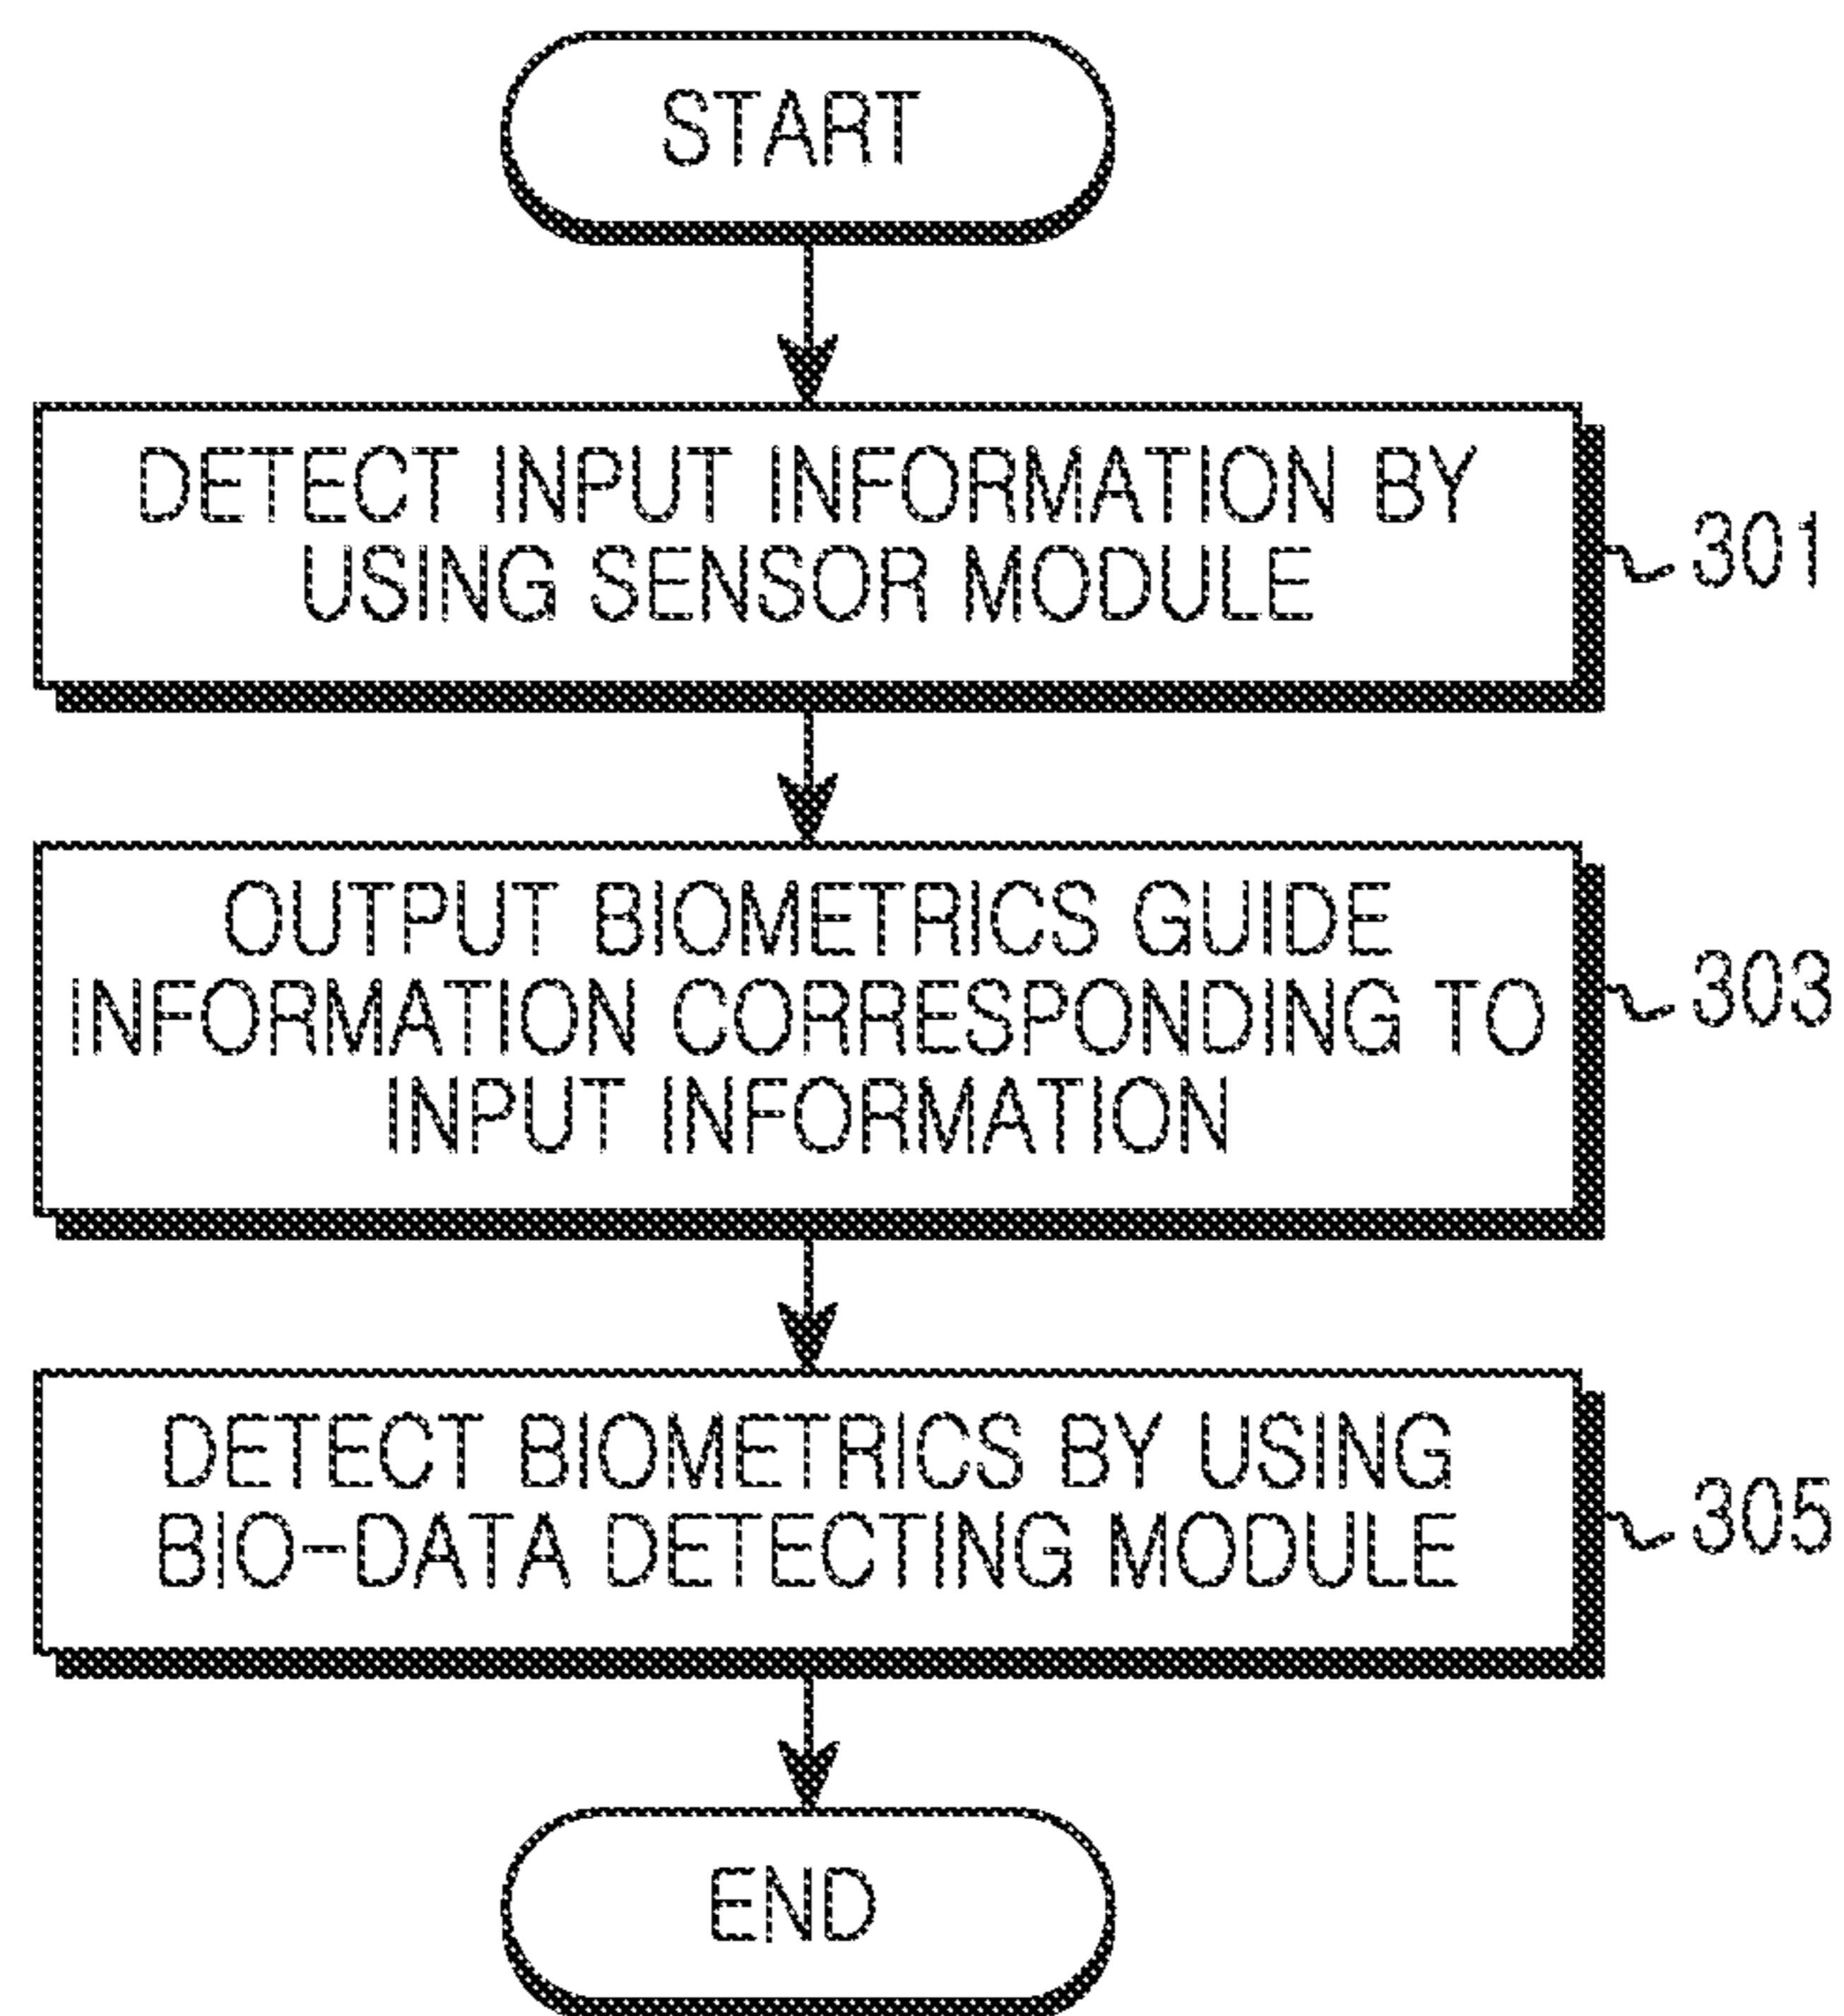 START
DETECT INPUT INFORMATION BY
USING SENSOR MODULE
301
OUTPUT BIOMETRICS GUIDE
INFORMATION CORRESPONDING TO
INPUT INFORMATION
303
DETECT BIOMETRICS BY USING
BIO-DATA DETECTING MODULE
305
END